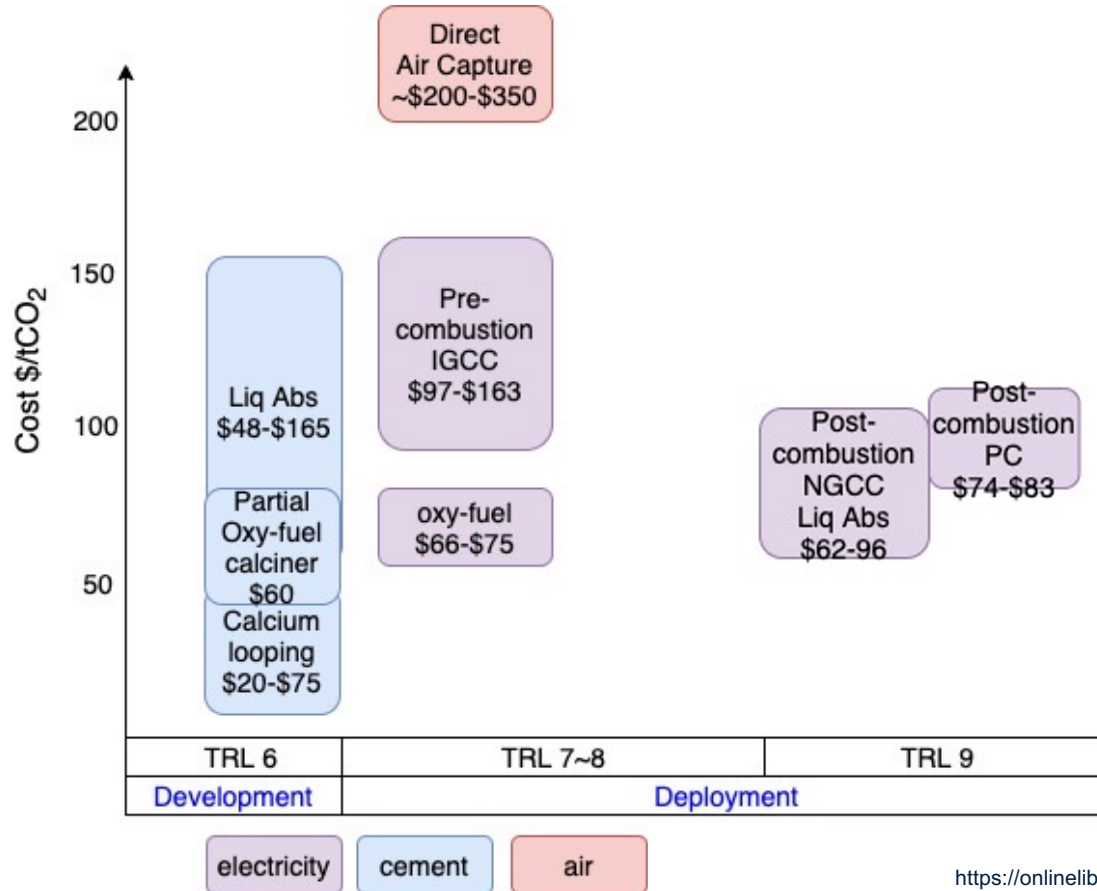 Direct
Air Capture
~$200-$350
200
150
Cost $/tCO2
Pre-
combustion
IGCC
$97-$163
Liq Abs
$48-$165
100
Post-
combustion
PC
$74-$83
Post-
combustion
NGCC
Liq Abs
$62-96
Partial
Oxy-fuel
calciner
$60
oxy-fuel
$66-$75
50
Calcium
looping
$20-$75
TRL 6
TRL 7~8
TRL 9
Development
Deployment
electricity
cement
air
https://onlinelib